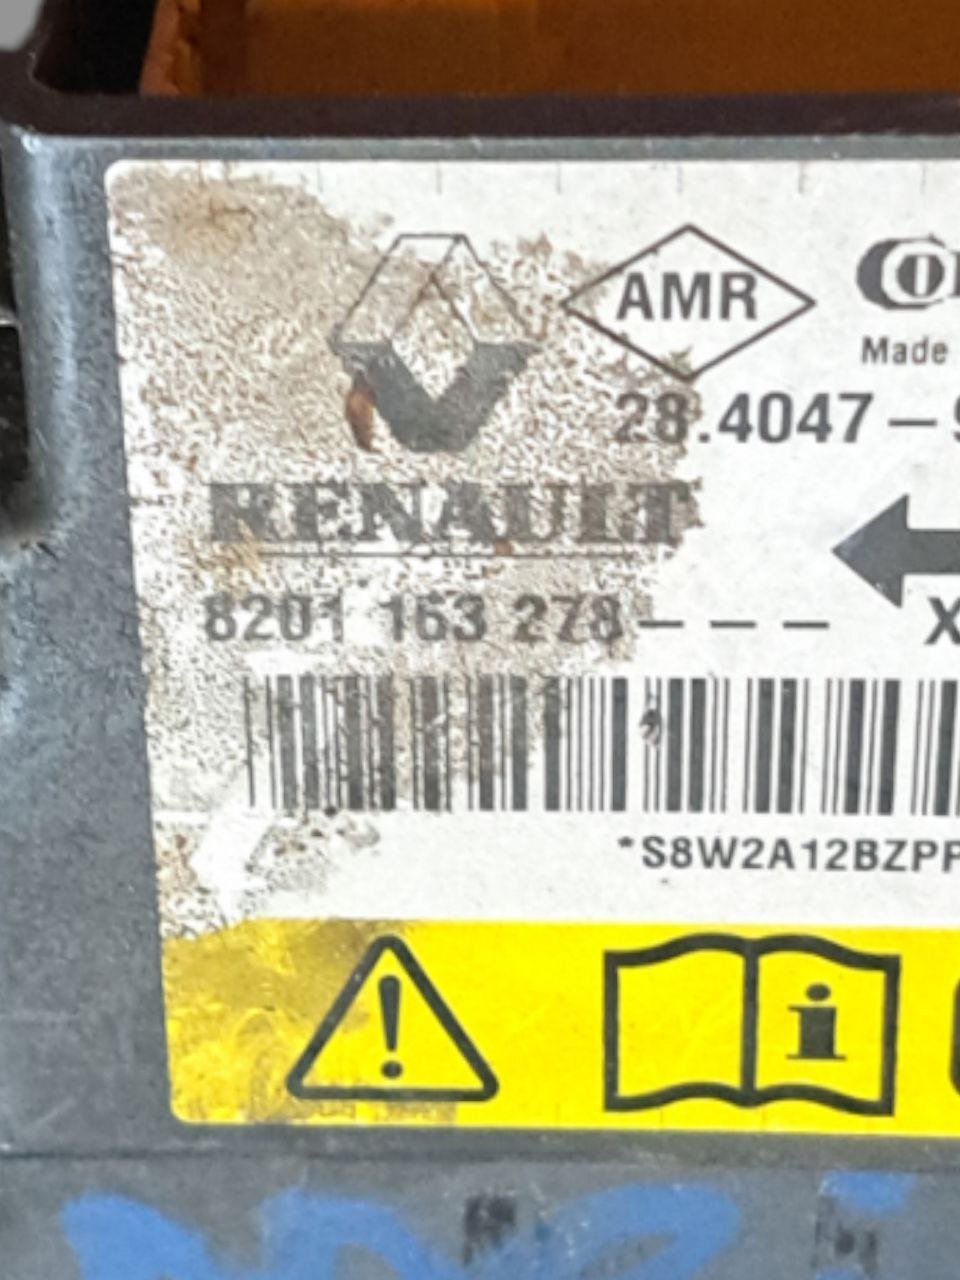 AMR
Made
28.4047 –
RENAULT
8201 163 278 – – –
X
*S8W2A12BZPP
i